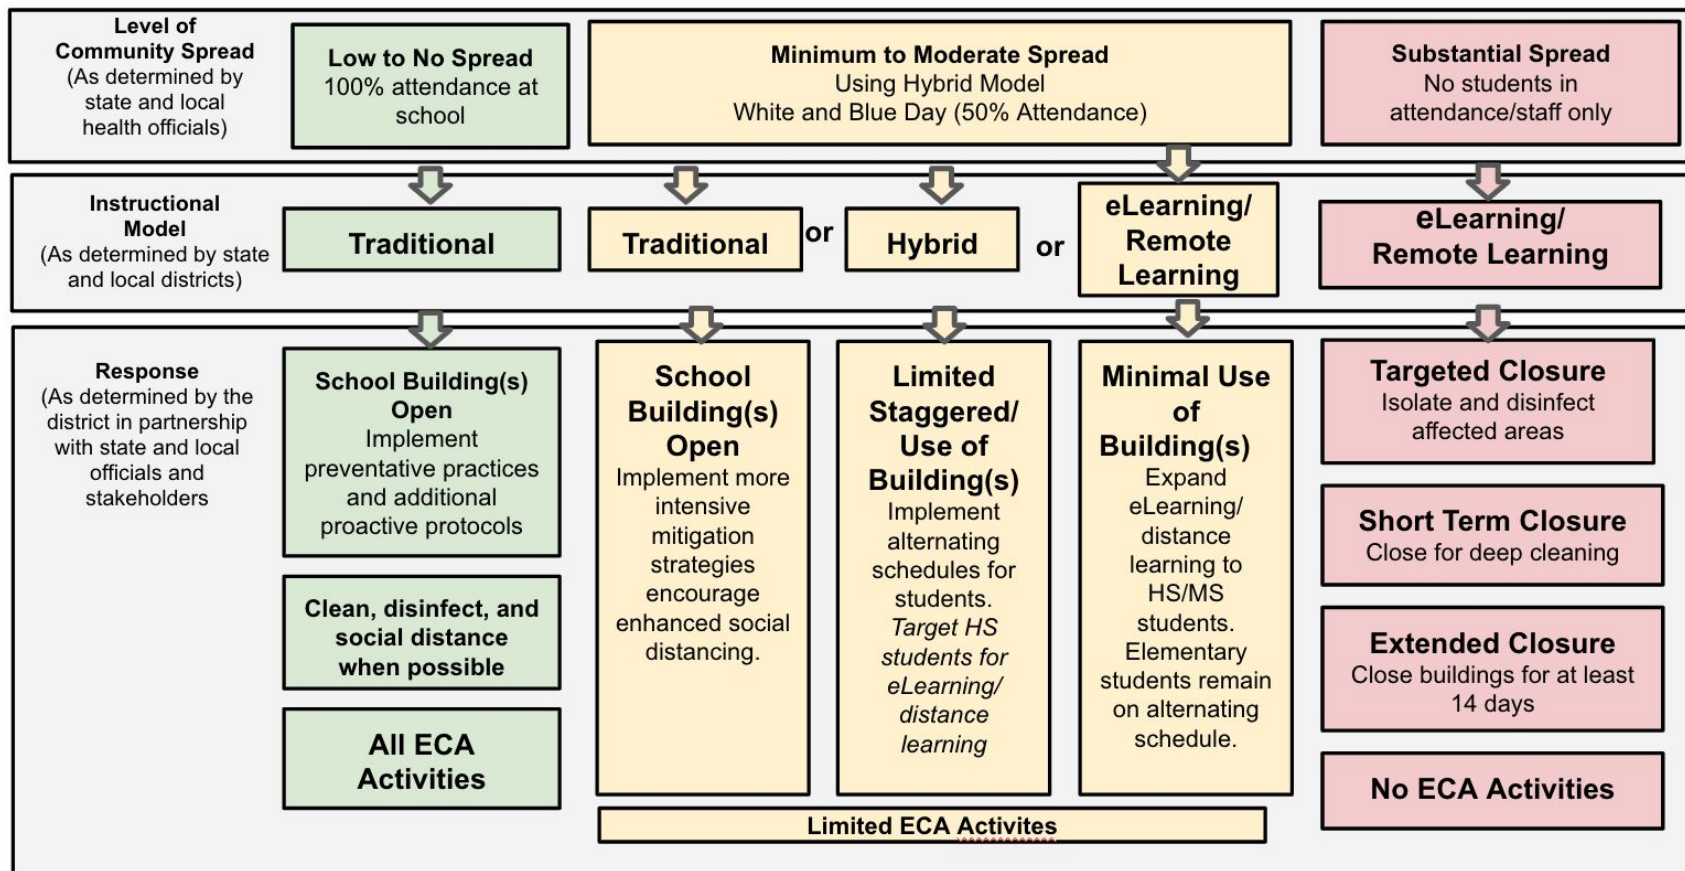 Level of
Community Spread
(As determined by
state and local
health officials)
Low to No Spread
100% attendance at
school
Minimum to Moderate Spread
Using Hybrid Model
White and Blue Day (50% Attendance)
Substantial Spread
No students in
attendance/staff only
Instructional
Model
(As determined by state
and local districts)
Traditional
Traditional
or
Hybrid
or
eLearning/
Remote
Learning
eLearning/
Remote Learning
Response
(As determined by the
district in partnership
with state and local
officials and
stakeholders
School Building(s)
Open
Implement
preventative practices
and additional
proactive protocols
Clean, disinfect, and
social distance
when possible
All ECA
Activities
School
Building(s)
Open
Implement more
intensive
mitigation
strategies
encourage
enhanced social
distancing.
Limited
Staggered/
Use of
Building(s)
Implement
alternating
schedules for
students.
Target HS
students for
eLearning/
distance
learning
Minimal Use
of
Building(s)
Expand
eLearning/
distance
learning to
HS/MS
students.
Elementary
students remain
on alternating
schedule.
Limited ECA Activites
Targeted Closure
Isolate and disinfect
affected areas
Short Term Closure
Close for deep cleaning
Extended Closure
Close buildings for at least
14 days
No ECA Activities